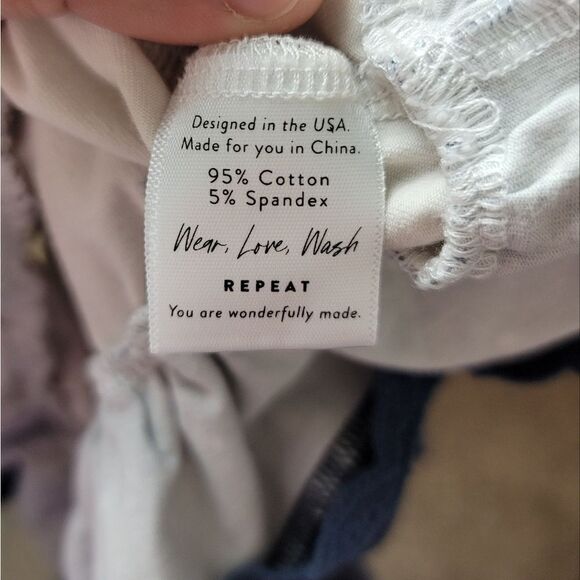 Designed in the USA.
Made for you in China.
95% Cotton
5% Spandex
Wear, Love, Wash
REPEAT
You are wonderfully made.